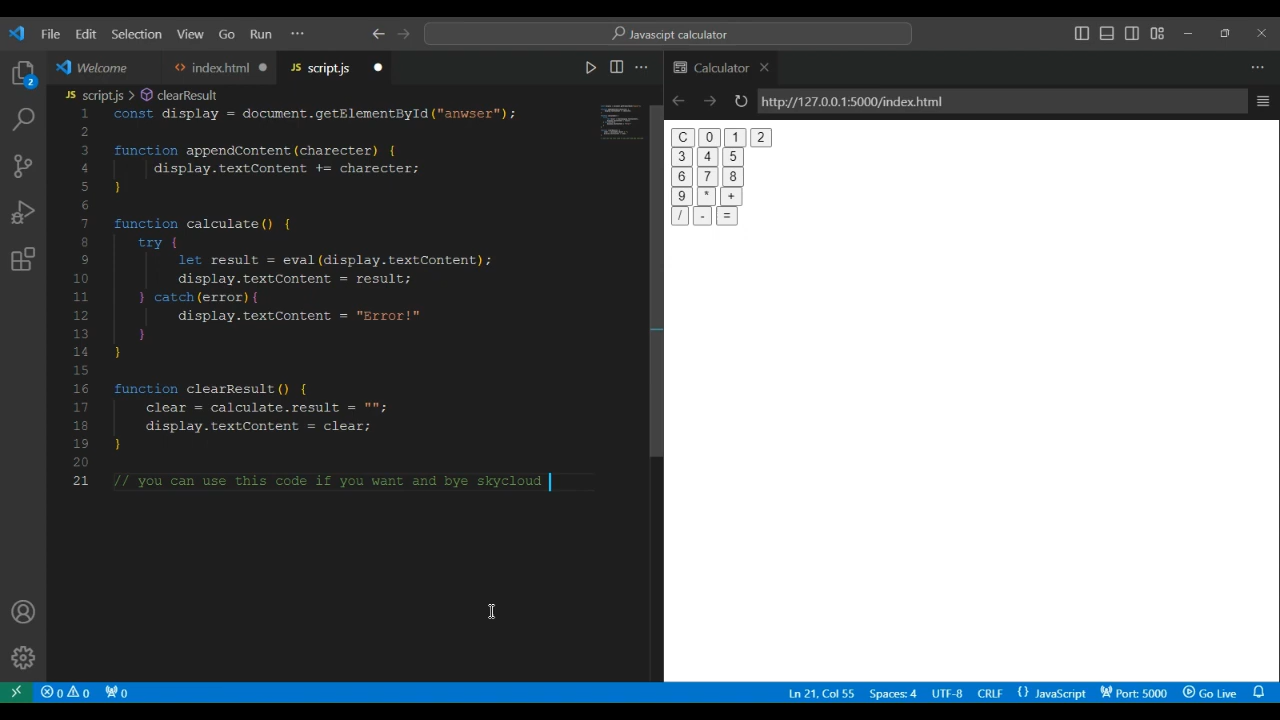 File Edit Selection View Go Run ··· Javascipt calculator
Welcome index.html JS script.js ···
Calculator ···
JS script.js > clearResult
http://127.0.0.1:5000/index.html
1 const display = document.getElementById("anwser");
2
3 function appendContent(charecter) {
4 display.textContent += charecter;
5 }
6
7 function calculate() {
8 try {
9 let result = eval(display.textContent);
10 display.textContent = result;
11 } catch(error){
12 display.textContent = "Error!"
13 }
14 }
15
16 function clearResult() {
17 clear = calculate.result = "";
18 display.textContent = clear;
19 }
20
21 // you can use this code if you want and bye skycloud
C 0 1 2
3 4 5
6 7 8
9 * +
/ - =
2
0 0 0 Ln 21, Col 55 Spaces: 4 UTF-8 CRLF {} JavaScript Port: 5000 Go Live